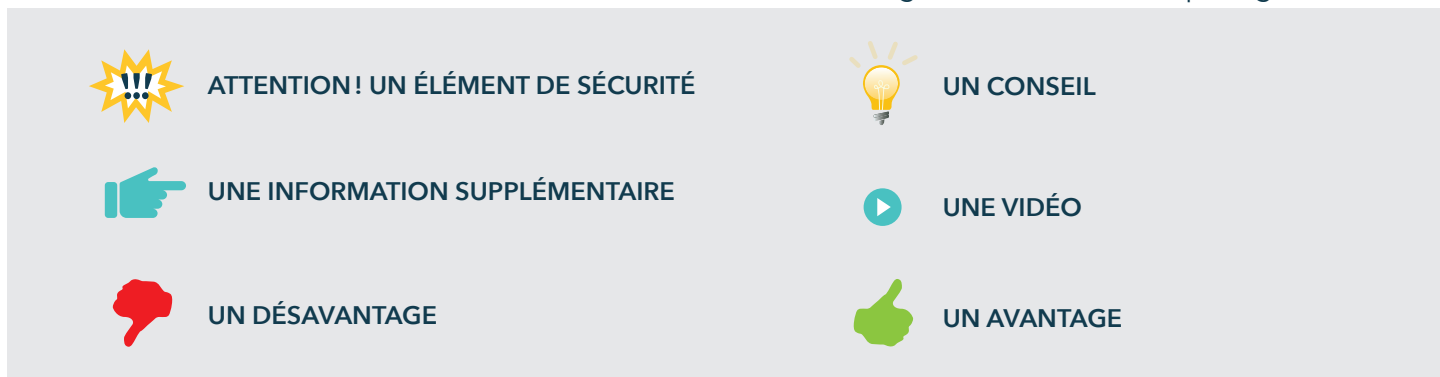 ATTENTION ! UN ÉLÉMENT DE SÉCURITÉ
UN CONSEIL
UNE INFORMATION SUPPLÉMENTAIRE
UNE VIDÉO
UN DÉSAVANTAGE
UN AVANTAGE